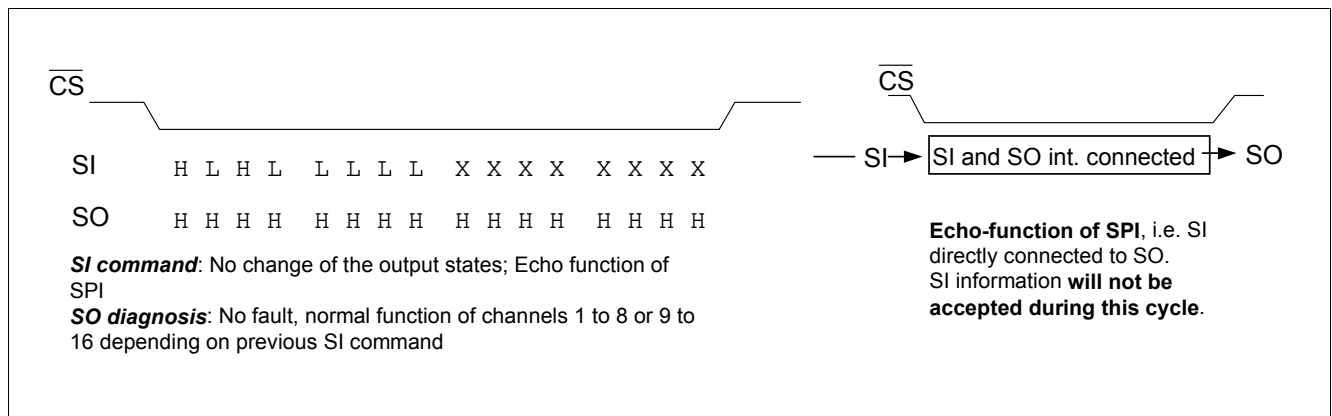 CS
SI H L H L L L L L X X X X X X X X
SO H H H H H H H H H H H H H H H H
SI command: No change of the output states; Echo function of
SPI
SO diagnosis: No fault, normal function of channels 1 to 8 or 9 to
16 depending on previous SI command
CS
SI SI and SO int. connected SO
Echo-function of SPI, i.e. SI
directly connected to SO.
SI information will not be
accepted during this cycle.